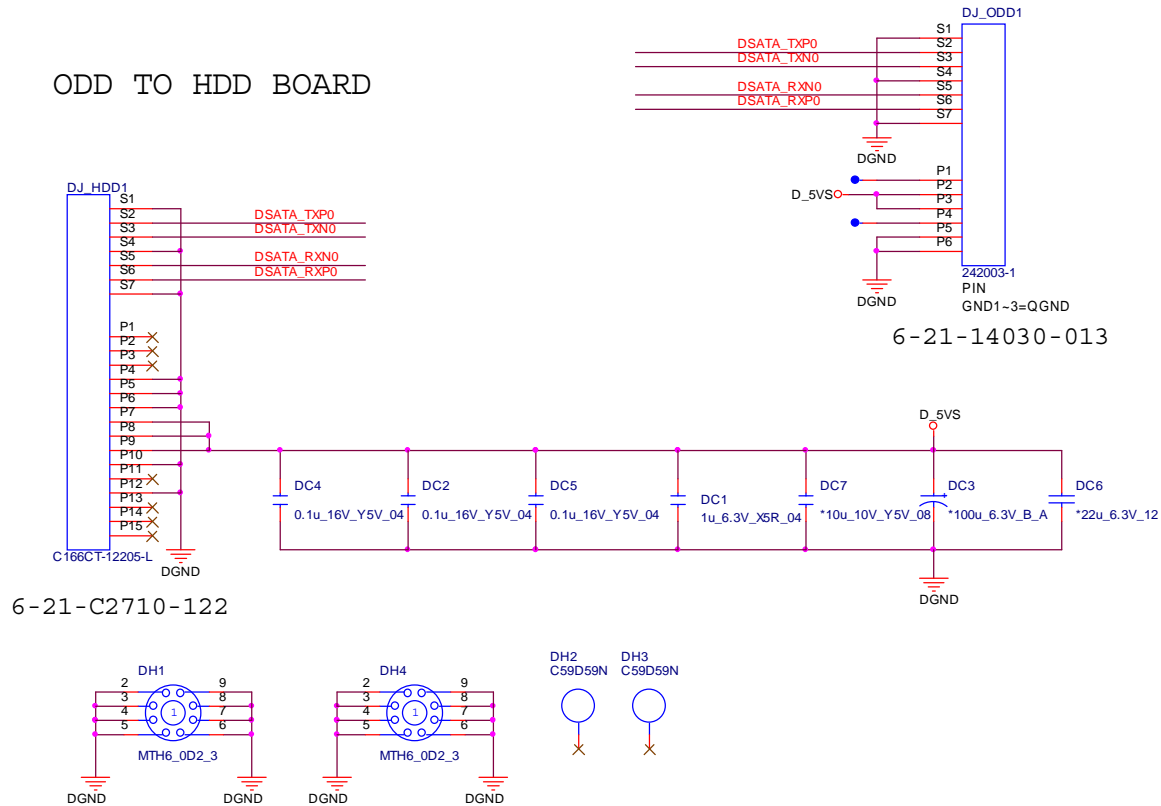 ODD TO HDD BOARD
DJ_ODD1
S1
DSATA_TXP0
S2
DSATA_TXN0
S3
S4
DSATA_RXN0
S5
DSATA_RXP0
S6
S7
DGND
P1
P2
D_5VS
P3
P4
P5
P6
DGND
242003-1
PIN
GND1~3=QGND
6-21-14030-013
DJ_HDD1
S1
S2
DSATA_TXP0
S3
DSATA_TXN0
S4
S5
DSATA_RXN0
S6
DSATA_RXP0
S7
P1
P2
P3
P4
P5
P6
P7
P8
P9
P10
P11
P12
P13
P14
P15
C166CT-12205-L
DGND
6-21-C2710-122
D_5VS
DC4
0.1u_16V_Y5V_04
DC2
0.1u_16V_Y5V_04
DC5
0.1u_16V_Y5V_04
DC1
1u_6.3V_X5R_04
DC7
*10u_10V_Y5V_08
DC3
+
*100u_6.3V_B_A
DC6
*22u_6.3V_12
DGND
DH1
2 9
3 8
4 1 7
5 6
MTH6_0D2_3
DGND DGND
DH4
2 9
3 8
4 1 7
5 6
MTH6_0D2_3
DGND DGND
DH2
C59D59N
DH3
C59D59N